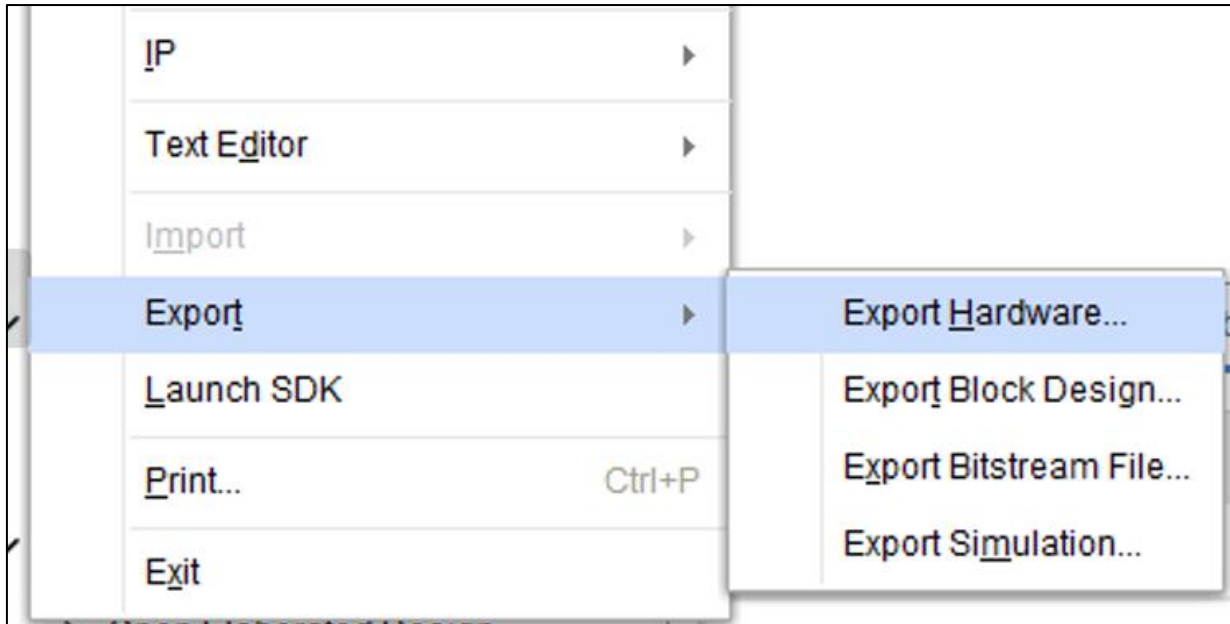 IP
Text Editor
Import
Export
Export Hardware...
Launch SDK
Export Block Design...
Print... Ctrl+P
Export Bitstream File...
Export Simulation...
Exit